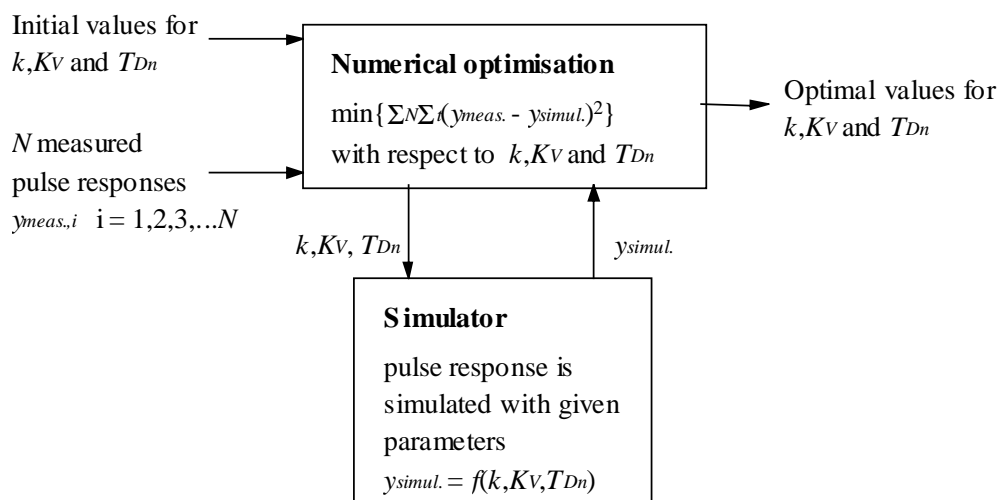 Initial values for
k,KV and TDn
N measured
pulse responses
ymeas.,i i = 1,2,3,...N
Numerical optimisation
min{ΣNΣt(ymeas. - ysimul.)2}
with respect to k,KV and TDn
Optimal values for
k,KV and TDn
k,KV, TDn
ysimul.
Simulator
pulse response is
simulated with given
parameters
ysimul. = f(k,KV,TDn)